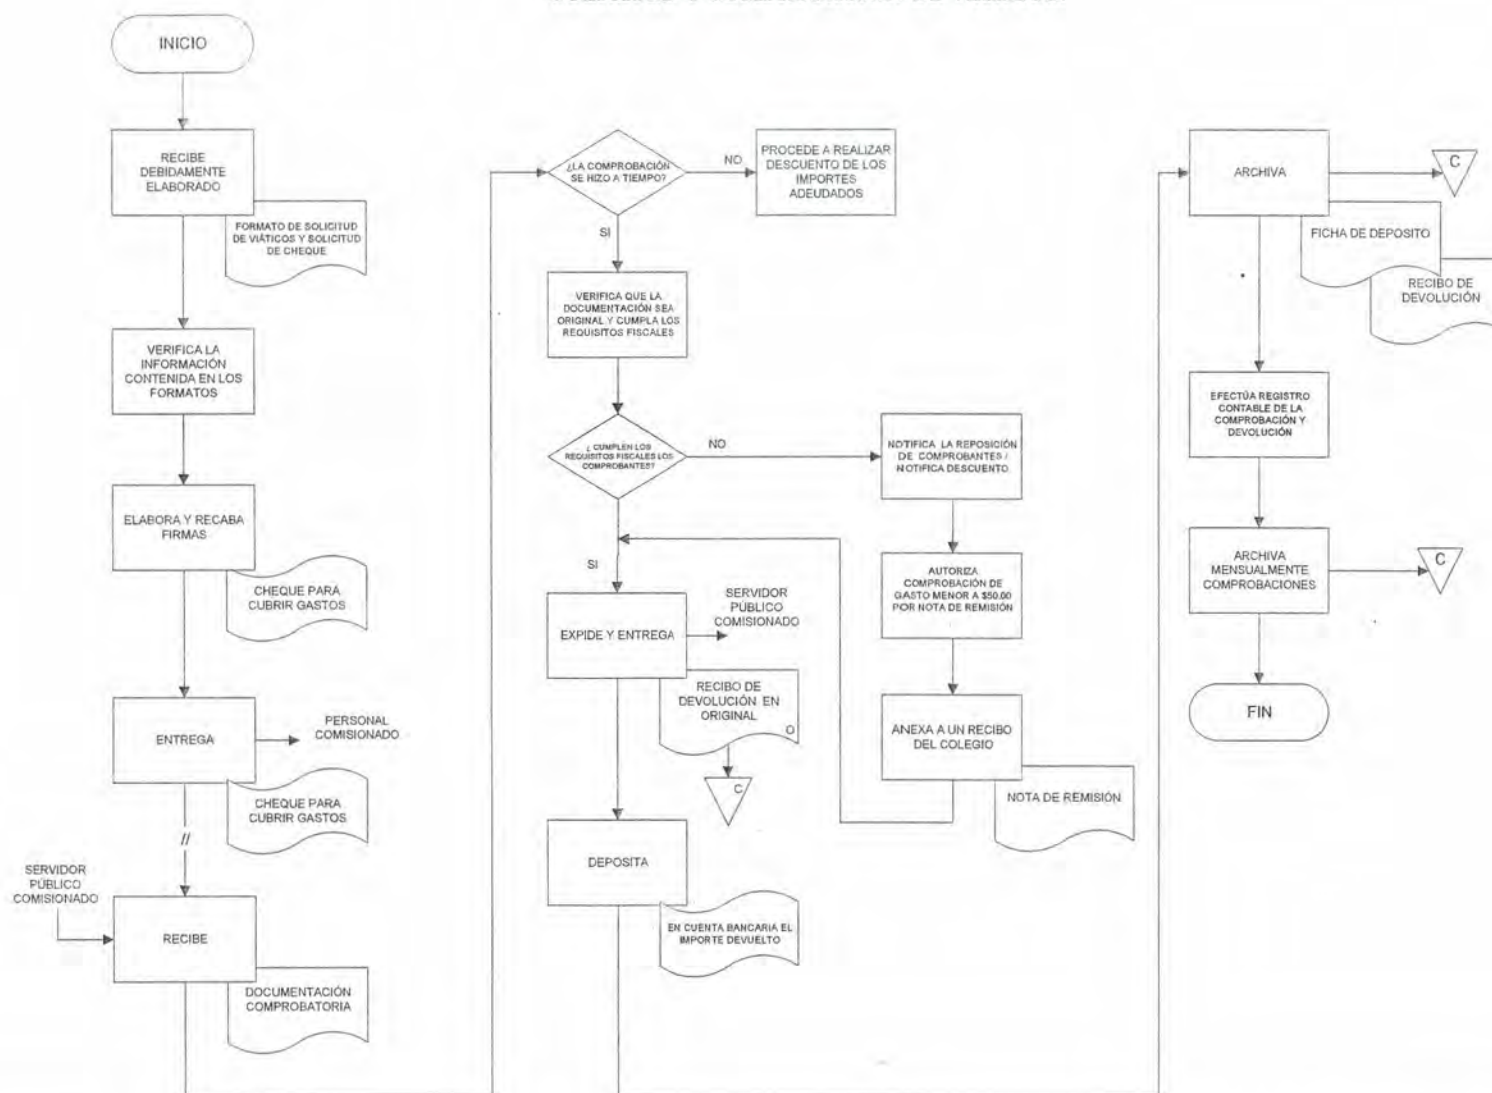 INICIO
RECIBE
DEBIDAMENTE
ELABORADO
FORMATO DE SOLICITUD
DE VIÁTICOS Y SOLICITUD
DE CHEQUE
VERIFICA LA
INFORMACIÓN
CONTENIDA EN LOS
FORMATOS
ELABORA Y RECABA
FIRMAS
CHEQUE PARA
CUBRIR GASTOS
ENTREGA
PERSONAL
COMISIONADO
CHEQUE PARA
CUBRIR GASTOS
//
SERVIDOR
PÚBLICO
COMISIONADO
RECIBE
DOCUMENTACIÓN
COMPROBATORIA
¿LA COMPROBACIÓN
SE HIZO A TIEMPO?
NO
PROCEDE A REALIZAR
DESCUENTO DE LOS
IMPORTES
ADEUDADOS
SI
VERIFICA QUE LA
DOCUMENTACIÓN SEA
ORIGINAL Y CUMPLA LOS
REQUISITOS FISCALES
¿ CUMPLEN LOS
REQUISITOS FISCALES LOS
COMPROBANTES?
NO
NOTIFICA LA REPOSICIÓN
DE COMPROBANTES /
NOTIFICA DESCUENTO
AUTORIZA
COMPROBACIÓN DE
GASTO MENOR A $50.00
POR NOTA DE REMISIÓN
ANEXA A UN RECIBO
DEL COLEGIO
NOTA DE REMISIÓN
SI
EXPIDE Y ENTREGA
SERVIDOR
PÚBLICO
COMISIONADO
RECIBO DE
DEVOLUCIÓN EN
ORIGINAL
O
C
DEPOSITA
EN CUENTA BANCARIA EL
IMPORTE DEVUELTO
ARCHIVA
C
FICHA DE DEPOSITO
RECIBO DE
DEVOLUCIÓN
EFECTÚA REGISTRO
CONTABLE DE LA
COMPROBACIÓN Y
DEVOLUCIÓN
ARCHIVA
MENSUALMENTE
COMPROBACIONES
C
FIN